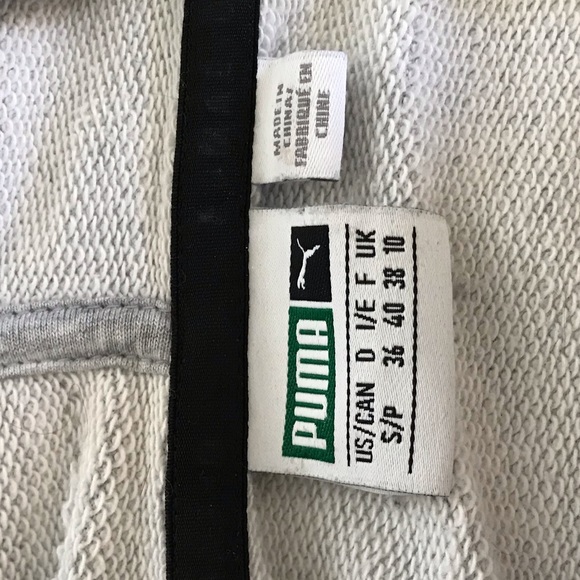 MADE IN
CHINA/
FABRIQUÉ EN
CHINE
PUMA
US/CAN D I/E F UK
S/P 36 40 38 10